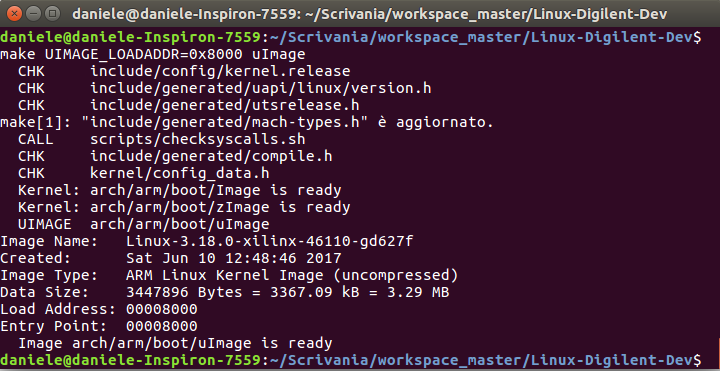 daniele@daniele-Inspiron-7559: ~/Scrivania/workspace_master/Linux-Digilent-Dev
daniele@daniele-Inspiron-7559:~/Scrivania/workspace_master/Linux-Digilent-Dev$
make UIMAGE_LOADADDR=0x8000 uImage
  CHK     include/config/kernel.release
  CHK     include/generated/uapi/linux/version.h
  CHK     include/generated/utsrelease.h
make[1]: "include/generated/mach-types.h" è aggiornato.
  CALL    scripts/checksyscalls.sh
  CHK     include/generated/compile.h
  CHK     kernel/config_data.h
  Kernel: arch/arm/boot/Image is ready
  Kernel: arch/arm/boot/zImage is ready
  UIMAGE  arch/arm/boot/uImage
Image Name:   Linux-3.18.0-xilinx-46110-gd627f
Created:      Sat Jun 10 12:48:46 2017
Image Type:   ARM Linux Kernel Image (uncompressed)
Data Size:    3447896 Bytes = 3367.09 kB = 3.29 MB
Load Address: 00008000
Entry Point:  00008000
  Image arch/arm/boot/uImage is ready
daniele@daniele-Inspiron-7559:~/Scrivania/workspace_master/Linux-Digilent-Dev$